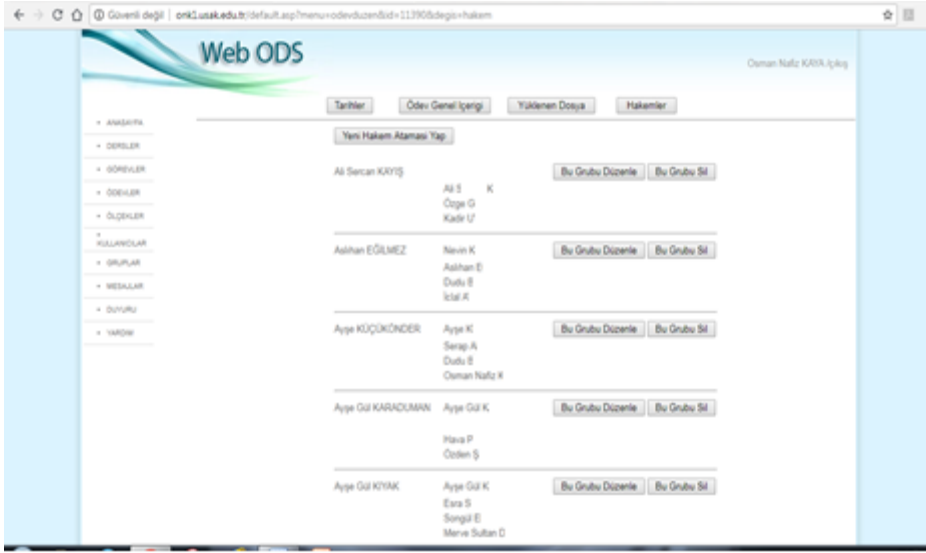 Güvenli değil | onk1.usak.edu.tr/default.asp?menu=odevduzen&id=11390&degis=hakem
Web ODS
Osman Nafiz KAYA /çıkış
Tarihler Ödev Genel İçeriği Yüklenen Dosya Hakemler
Yeni Hakem Ataması Yap
ANASAYFA
DERSLER
GÖREVLER
ÖDEVLER
ÖLÇEKLER
KULLANICILAR
GRUPLAR
MESAJLAR
DUYURU
YARDIM
Ali Sercan KAYIŞ Bu Grubu Düzenle Bu Grubu Sil
Ali S K
Özge G
Kadir U
Aslıhan EĞİLMEZ Nevin K Bu Grubu Düzenle Bu Grubu Sil
Aslıhan E
Dudu B
İclal A
Ayşe KÜÇÜKÖNDER Ayşe K Bu Grubu Düzenle Bu Grubu Sil
Serap A
Dudu B
Osman Nafiz K
Ayşe Gül KARADUMAN Ayşe Gül K Bu Grubu Düzenle Bu Grubu Sil
Hava P
Özden Ş
Ayşe Gül KIYAK Ayşe Gül K Bu Grubu Düzenle Bu Grubu Sil
Esra S
Songül E
Merve Sultan D